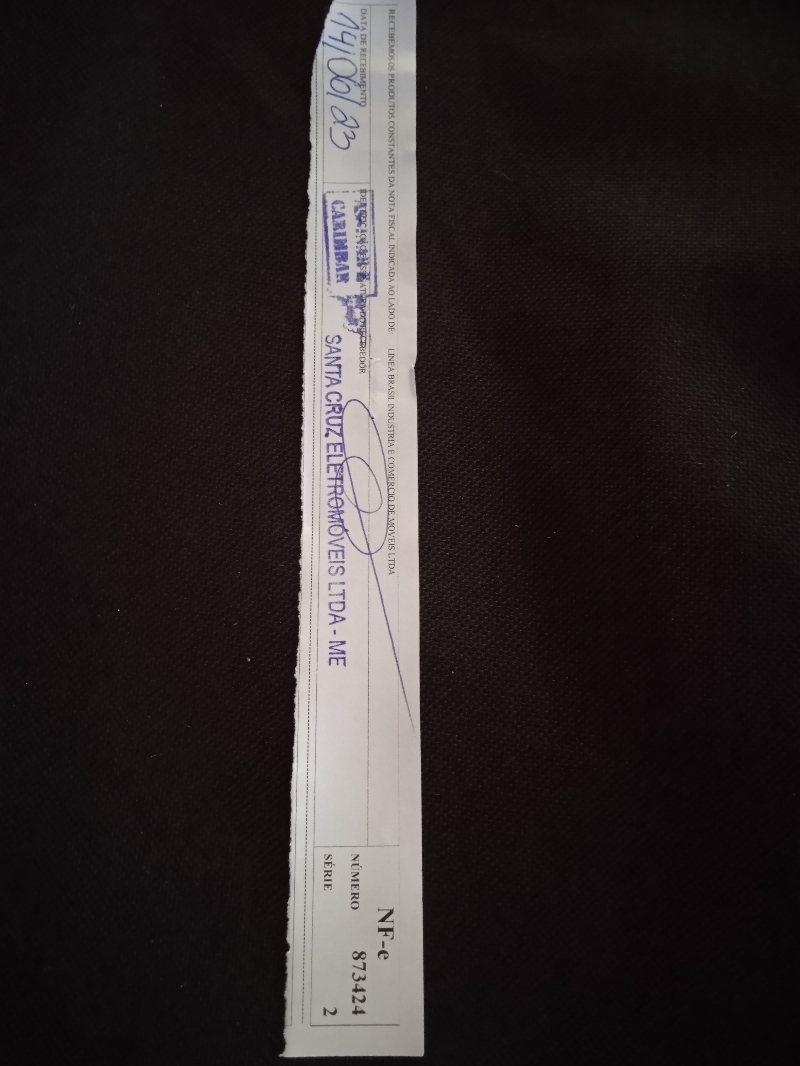 RECEBEMOS OS PRODUTOS CONSTANTES DA NOTA FISCAL INDICADA AO LADO DE: LINEA BRASIL INDUSTRIA E COMERCIO DE MOVEIS LTDA
DATA DE RECEBIMENTO
14/06/23
CARIMBAR
SANTA CRUZ ELETROMÓVEIS LTDA - ME
NF-e
NÚMERO 873424
SÉRIE 2